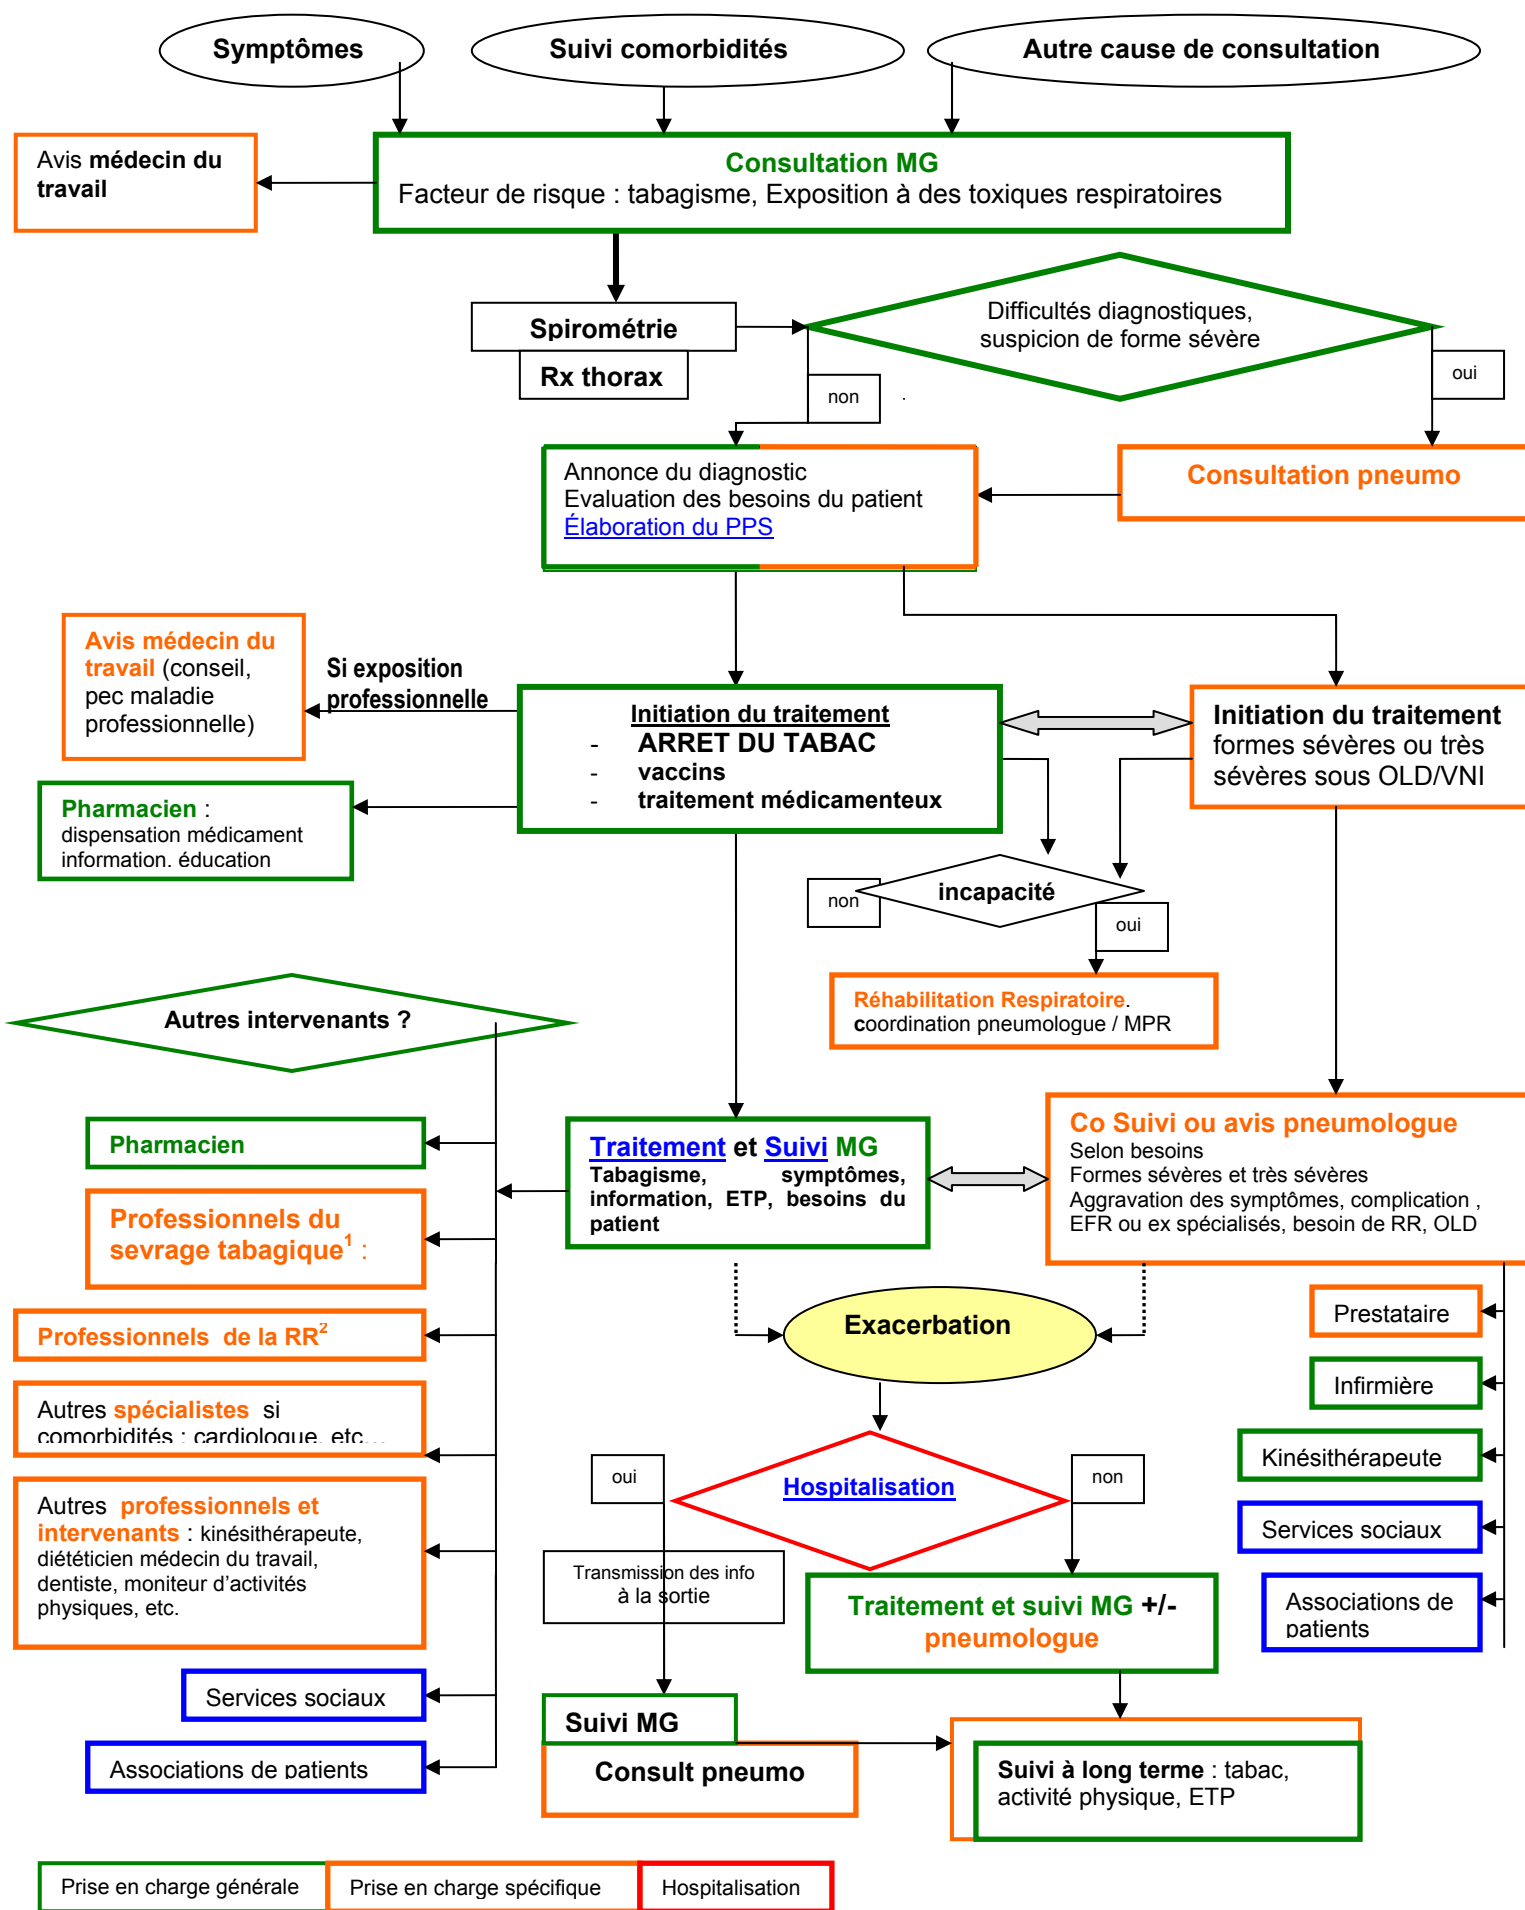 Symptômes
Suivi comorbidités
Autre cause de consultation
Avis médecin du
travail
Consultation MG
Facteur de risque : tabagisme, Exposition à des toxiques respiratoires
Spirométrie
Rx thorax
Difficultés diagnostiques,
suspicion de forme sévère
non
.
oui
Annonce du diagnostic
Evaluation des besoins du patient
Élaboration du PPS
Consultation pneumo
Avis médecin du
travail (conseil,
pec maladie
professionnelle)
Si exposition
professionnelle
Initiation du traitement
- ARRET DU TABAC
- vaccins
- traitement médicamenteux
Initiation du traitement
formes sévères ou très
sévères sous OLD/VNI
Pharmacien :
dispensation médicament
information. éducation
incapacité
non
oui
Réhabilitation Respiratoire.
coordination pneumologue / MPR
Autres intervenants ?
Pharmacien
Professionnels du
sevrage tabagique1 :
Professionnels de la RR2
Autres spécialistes si
comorbidités : cardiologue, etc…
Autres professionnels et
intervenants : kinésithérapeute,
diététicien médecin du travail,
dentiste, moniteur d'activités
physiques, etc.
Services sociaux
Associations de patients
Traitement et Suivi MG
Tabagisme, symptômes,
information, ETP, besoins du
patient
Co Suivi ou avis pneumologue
Selon besoins
Formes sévères et très sévères
Aggravation des symptômes, complication ,
EFR ou ex spécialisés, besoin de RR, OLD
Exacerbation
Prestataire
Infirmière
Kinésithérapeute
Services sociaux
Associations de
patients
oui
Hospitalisation
non
Transmission des info
à la sortie
Traitement et suivi MG +/-
pneumologue
Suivi MG
Consult pneumo
Suivi à long terme : tabac,
activité physique, ETP
Prise en charge générale
Prise en charge spécifique
Hospitalisation